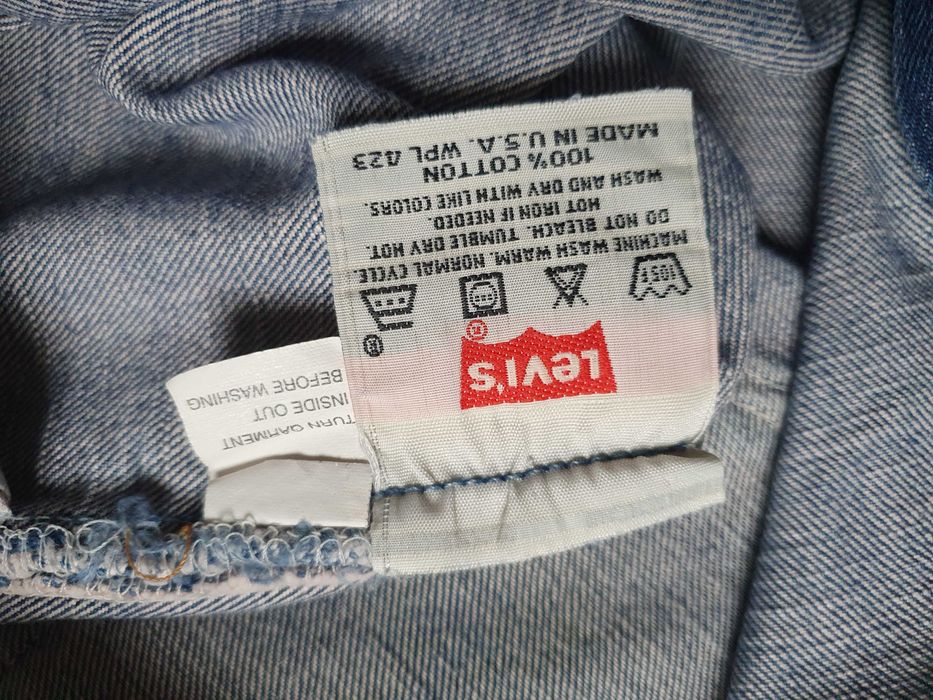 LEVI'S ®
®
MACHINE WASH WARM. NORMAL CYCLE.
DO NOT BLEACH. TUMBLE DRY HOT.
HOT IRON IF NEEDED.
WASH AND DRY WITH LIKE COLORS.
100% COTTON
MADE IN U.S.A. WPL 423
TURN GARMENT
INSIDE OUT
BEFORE WASHING